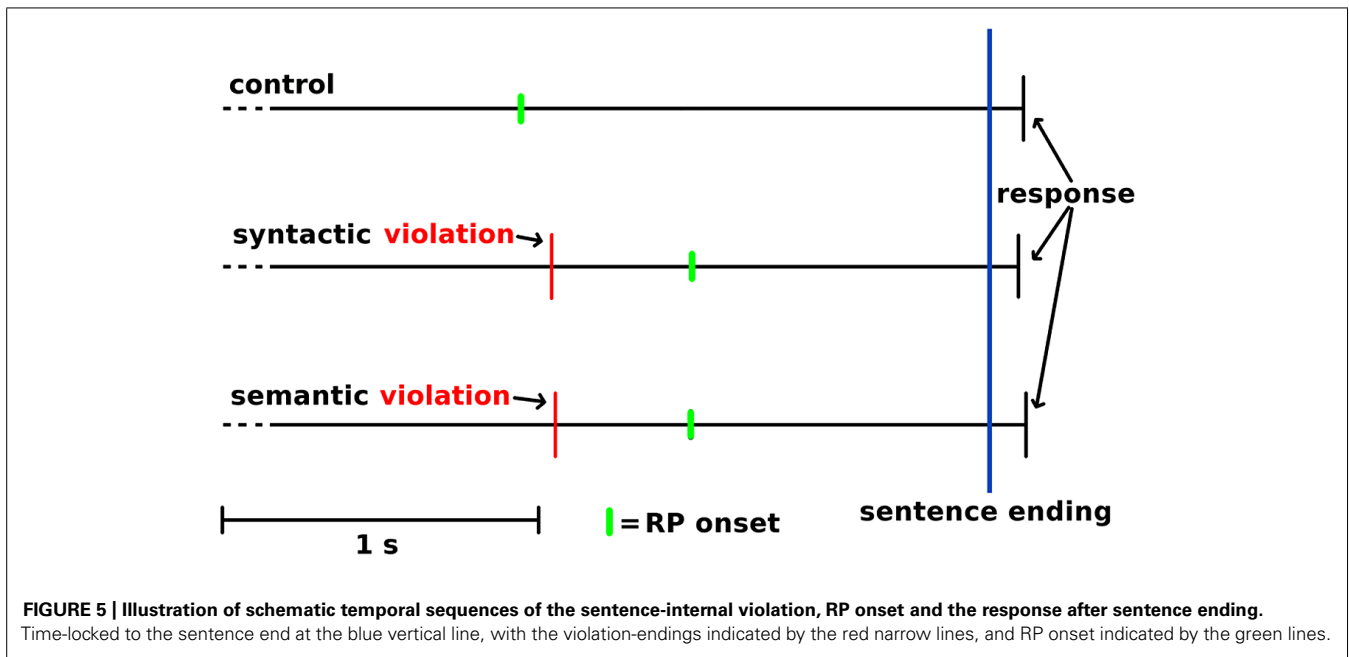 control
response
syntactic violation
semantic violation
sentence ending
= RP onset
1 s
FIGURE 5 | Illustration of schematic temporal sequences of the sentence-internal violation, RP onset and the response after sentence ending.
Time-locked to the sentence end at the blue vertical line, with the violation-endings indicated by the red narrow lines, and RP onset indicated by the green lines.